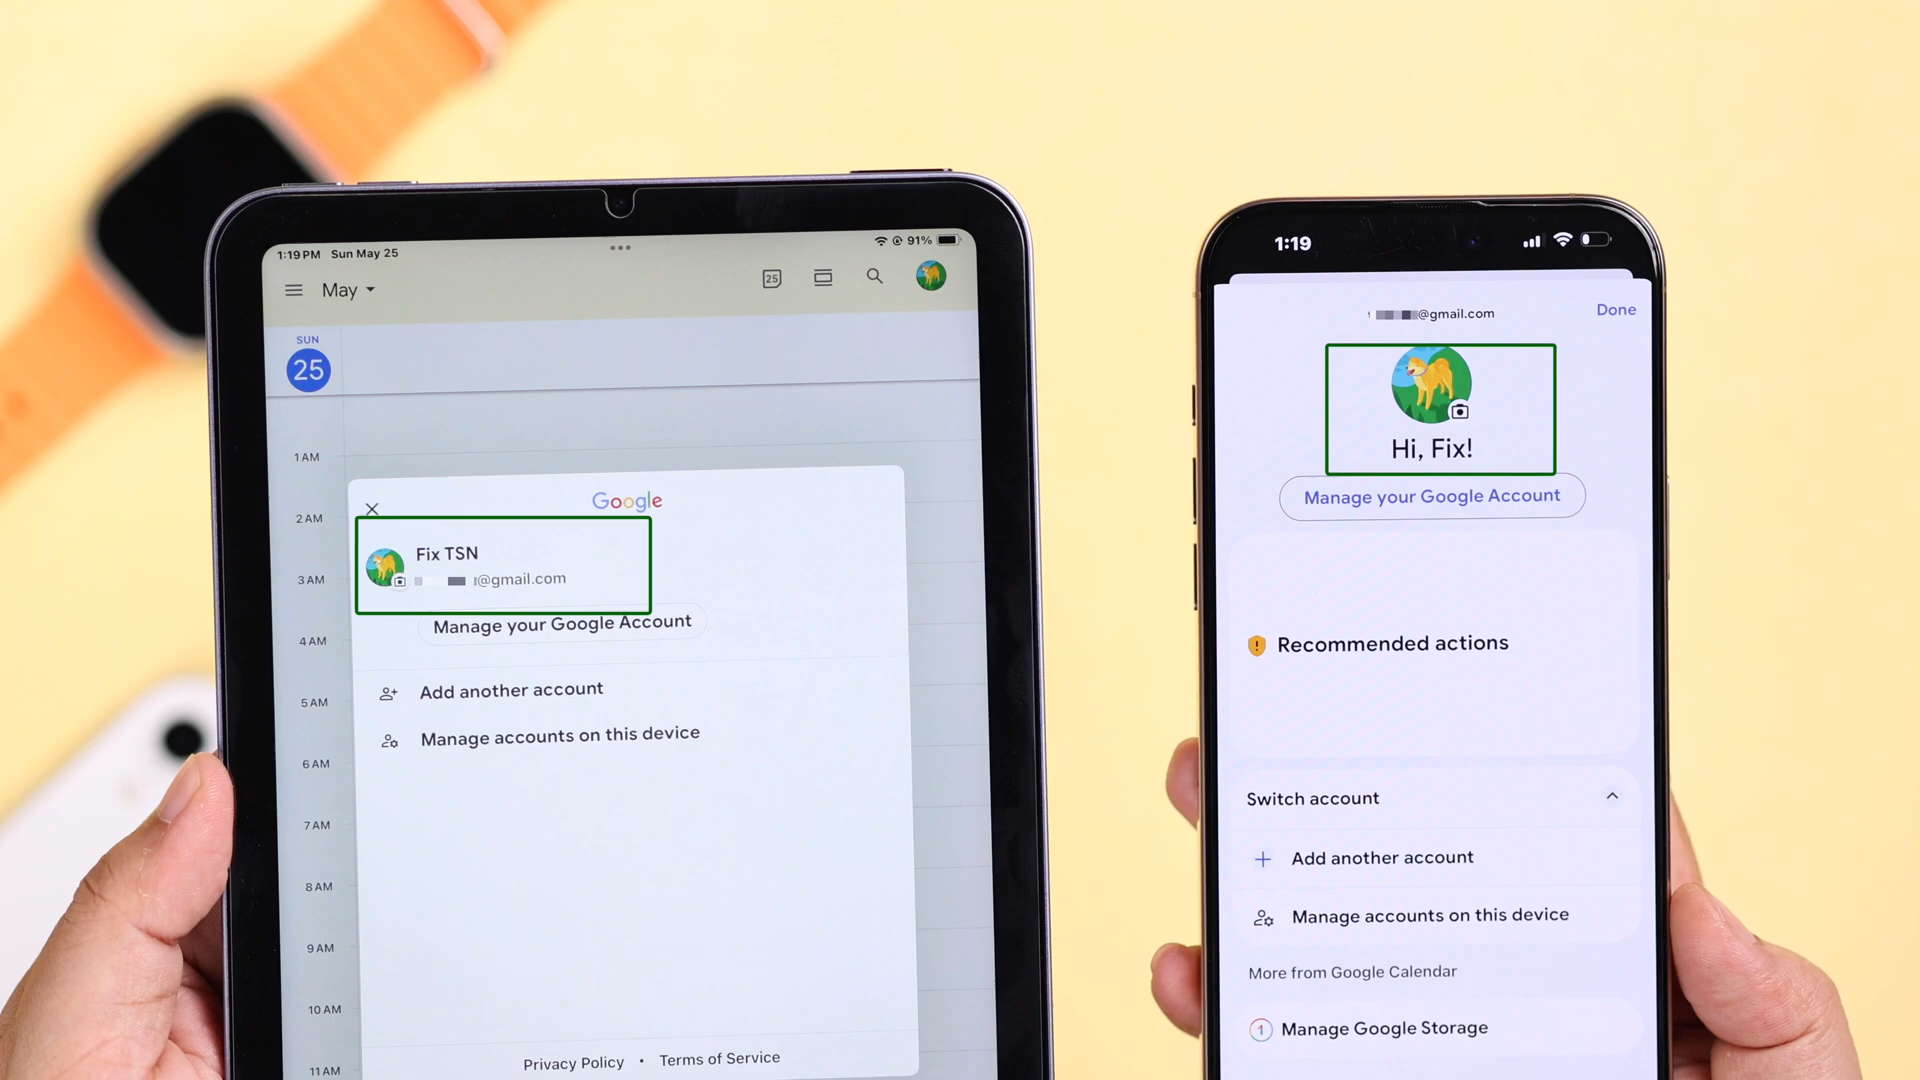 1:19 PM Sun May 25
91%
May
25
SUN
25
1 AM
2 AM
3 AM
4 AM
5 AM
6 AM
7 AM
8 AM
9 AM
10 AM
11 AM
Google
Fix TSN
@gmail.com
Manage your Google Account
Add another account
Manage accounts on this device
Privacy Policy • Terms of Service
1:19
@gmail.com
Done
Hi, Fix!
Manage your Google Account
Recommended actions
Switch account
Add another account
Manage accounts on this device
More from Google Calendar
1 Manage Google Storage